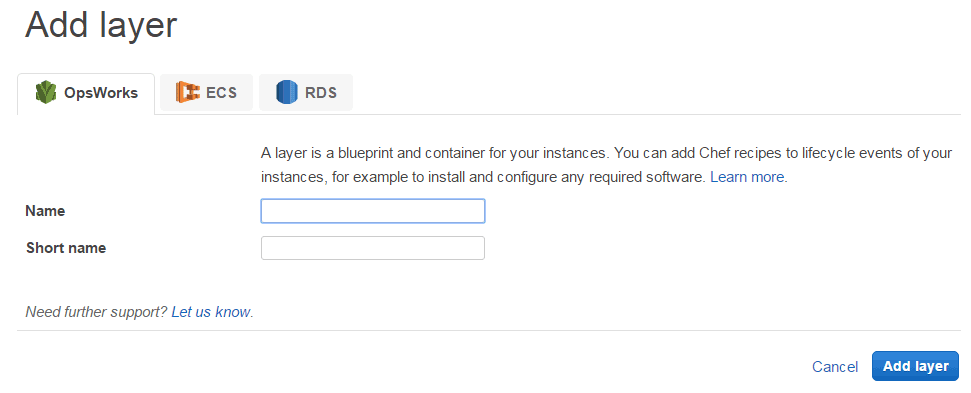 Add layer
OpsWorks
ECS
RDS
A layer is a blueprint and container for your instances. You can add Chef recipes to lifecycle events of your
instances, for example to install and configure any required software. Learn more.
Name
Short name
Need further support? Let us know.
Cancel
Add layer